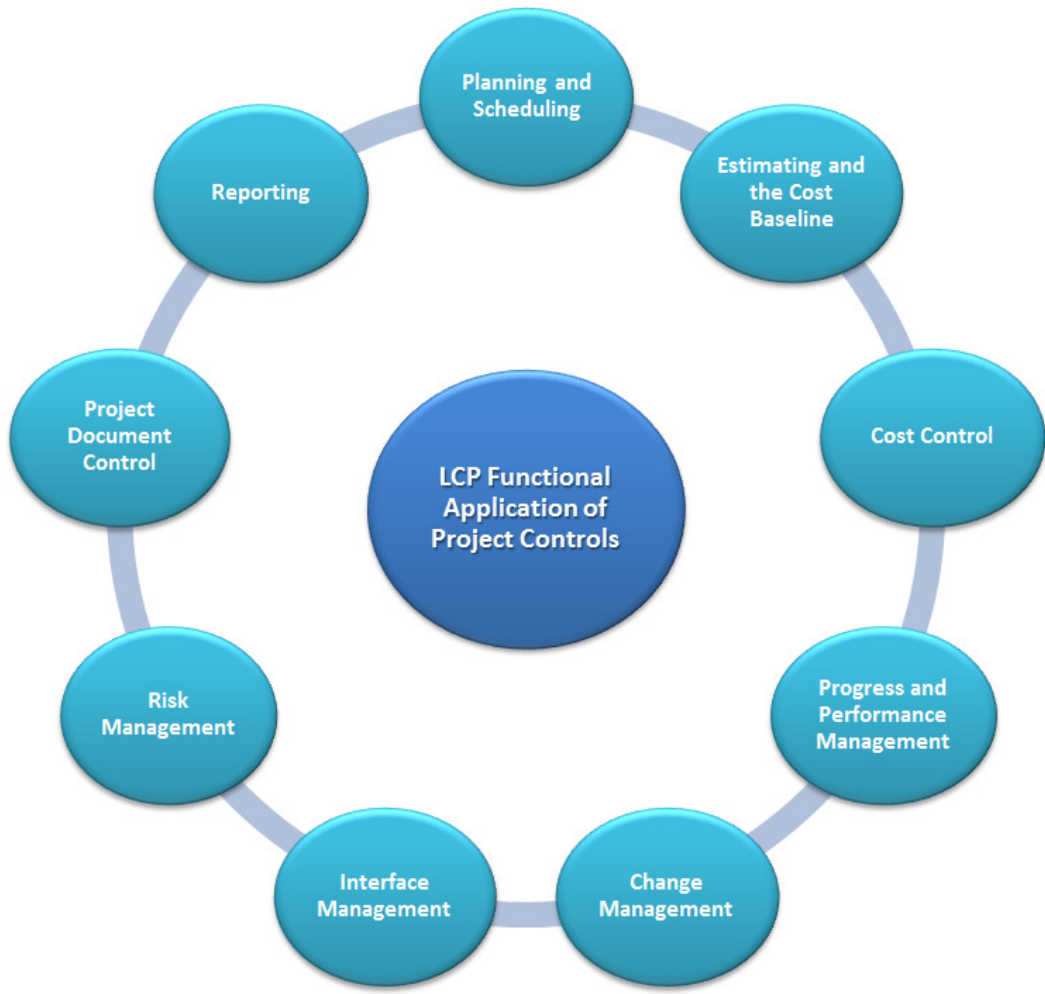 Planning and
Scheduling
Estimating and
the Cost
Baseline
Cost Control
Progress and
Performance
Management
Change
Management
Interface
Management
Risk
Management
Project
Document
Control
Reporting
LCP Functional
Application of
Project Controls